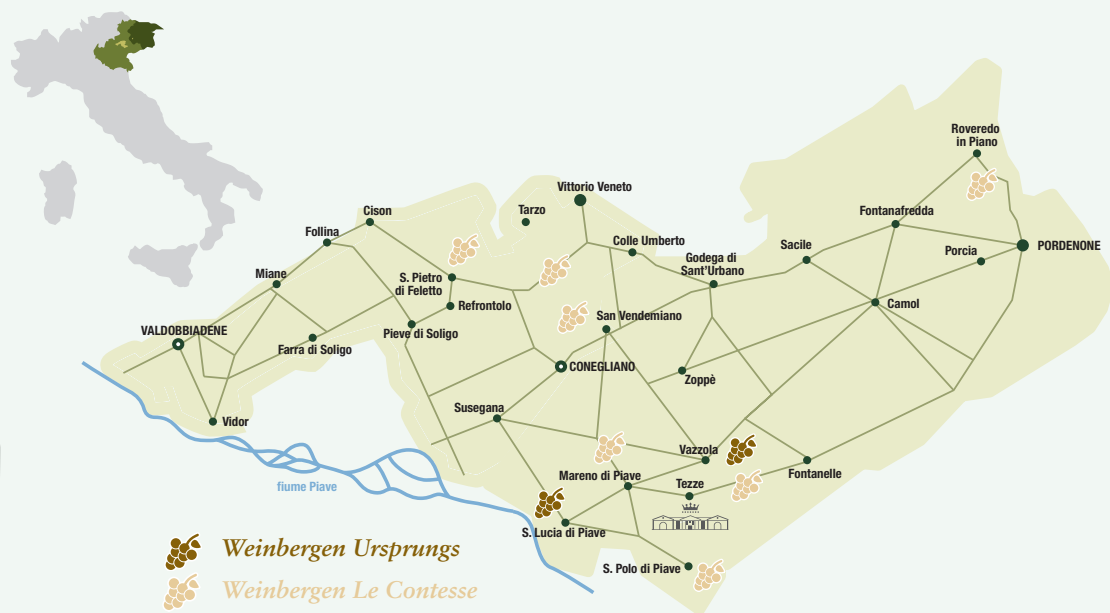 Roveredo
in Piano
Vittorio Veneto
Cison
Tarzo
Fontanafredda
Follina
Colle Umberto
Sacile
PORDENONE
Porcia
Godega di
Sant'Urbano
Miane
S. Pietro
di Feletto
Refrontolo
Camol
San Vendemiano
VALDOBBIADENE
Pieve di Soligo
Farra di Soligo
CONEGLIANO
Zoppè
Susegana
Vidor
Vazzola
Mareno di Piave
Fontanelle
Tezze
fiume Piave
S. Lucia di Piave
S. Polo di Piave
Weinbergen Ursprungs
Weinbergen Le Contesse